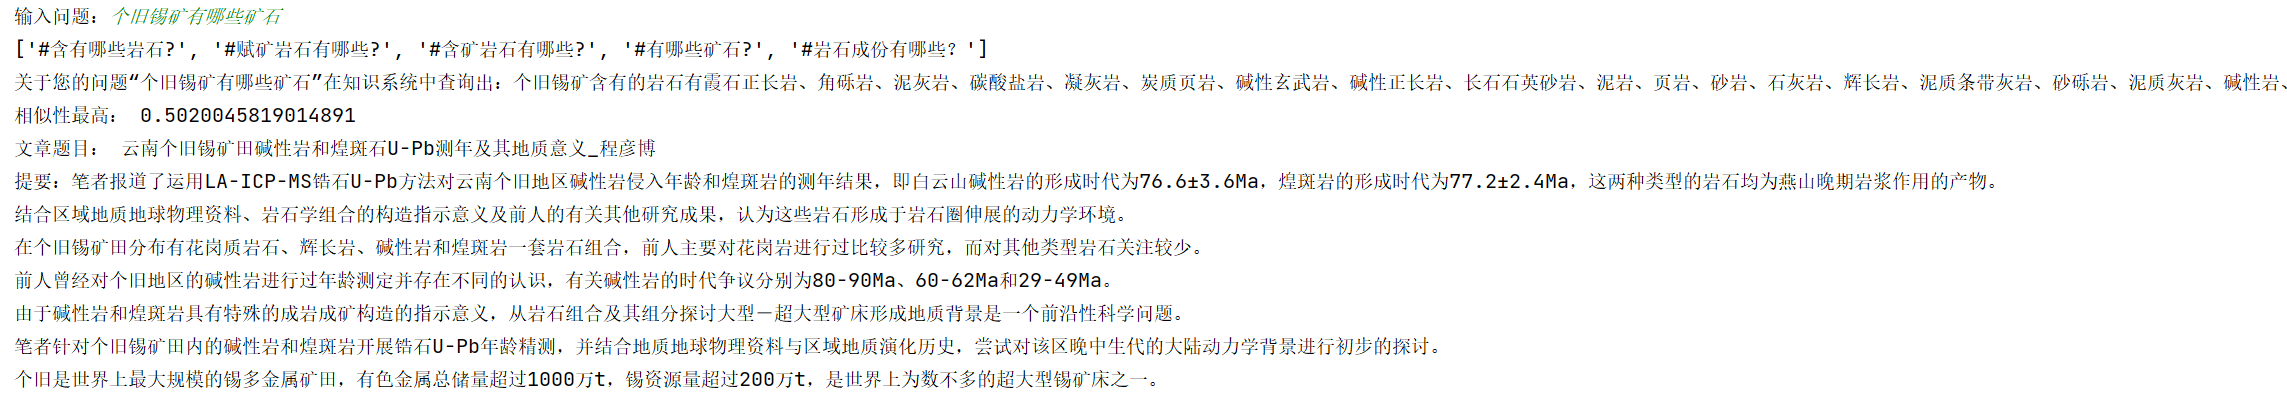 输入问题：个旧锡矿有哪些矿石
['#含有哪些岩石?', '#赋矿岩石有哪些?', '#含矿岩石有哪些?', '#有哪些矿石?', '#岩石成份有哪些？']
关于您的问题“个旧锡矿有哪些矿石”在知识系统中查询出：个旧锡矿含有的岩石有霞石正长岩、角砾岩、泥灰岩、碳酸盐岩、凝灰岩、炭质页岩、碱性玄武岩、碱性正长岩、长石石英砂岩、泥岩、页岩、砂岩、石灰岩、辉长岩、泥质条带灰岩、砂砾岩、泥质灰岩、碱性岩、
相似性最高： 0.5020045819014891
文章题目： 云南个旧锡矿田碱性岩和煌斑石U-Pb测年及其地质意义_程彦博
提要：笔者报道了运用LA-ICP-MS锆石U-Pb方法对云南个旧地区碱性岩侵入年龄和煌斑岩的测年结果，即白云山碱性岩的形成时代为76.6±3.6Ma，煌斑岩的形成时代为77.2±2.4Ma，这两种类型的岩石均为燕山晚期岩浆作用的产物。
结合区域地质地球物理资料、岩石学组合的构造指示意义及前人的有关其他研究成果，认为这些岩石形成于岩石圈伸展的动力学环境。
在个旧锡矿田分布有花岗质岩石、辉长岩、碱性岩和煌斑岩一套岩石组合，前人主要对花岗岩进行过比较多研究，而对其他类型岩石关注较少。
前人曾经对个旧地区的碱性岩进行过年龄测定并存在不同的认识，有关碱性岩的时代争议分别为80-90Ma、60-62Ma和29-49Ma。
由于碱性岩和煌斑岩具有特殊的成岩成矿构造的指示意义，从岩石组合及其组分探讨大型－超大型矿床形成地质背景是一个前沿性科学问题。
笔者针对个旧锡矿田内的碱性岩和煌斑岩开展锆石U-Pb年龄精测，并结合地质地球物理资料与区域地质演化历史，尝试对该区晚中生代的大陆动力学背景进行初步的探讨。
个旧是世界上最大规模的锡多金属矿田，有色金属总储量超过1000万t，锡资源量超过200万t，是世界上为数不多的超大型锡矿床之一。